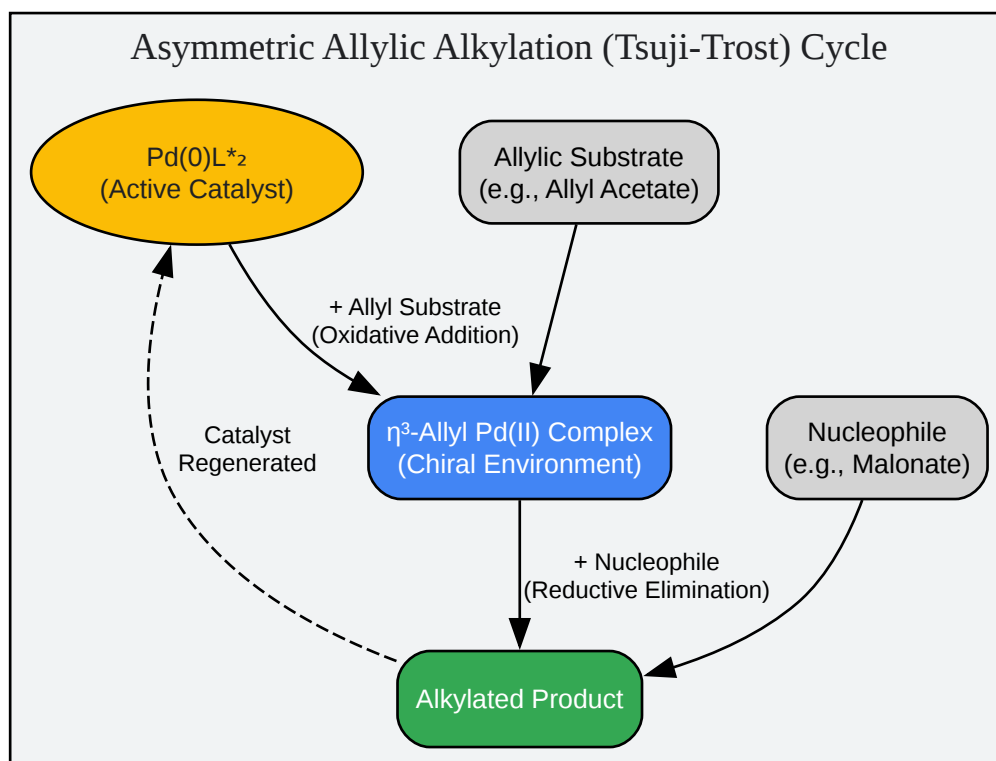 Asymmetric Allylic Alkylation (Tsuji-Trost) Cycle
Pd(0)L*₂
(Active Catalyst)
Allylic Substrate
(e.g., Allyl Acetate)
+ Allyl Substrate
(Oxidative Addition)
η³-Allyl Pd(II) Complex
(Chiral Environment)
Nucleophile
(e.g., Malonate)
Catalyst
Regenerated
+ Nucleophile
(Reductive Elimination)
Alkylated Product